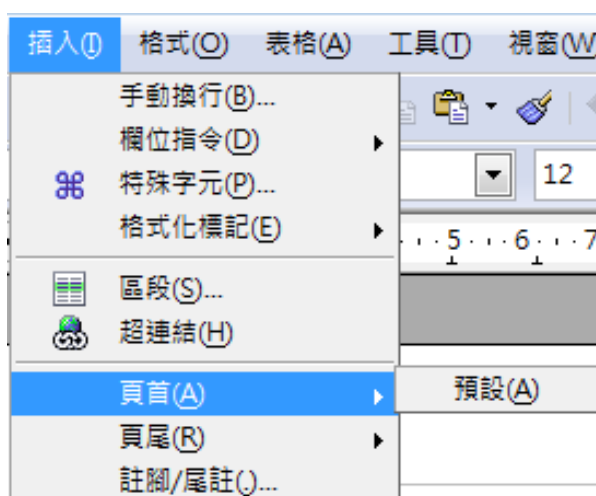 插入(I) 格式(O) 表格(A) 工具(T) 視窗(W
手動換行(B)...
欄位指令(D)
12
特殊字元(P)...
格式化標記(E)
5 6 7
區段(S)...
超連結(H)
頁首(A)
預設(A)
頁尾(R)
註腳/尾註(.)...